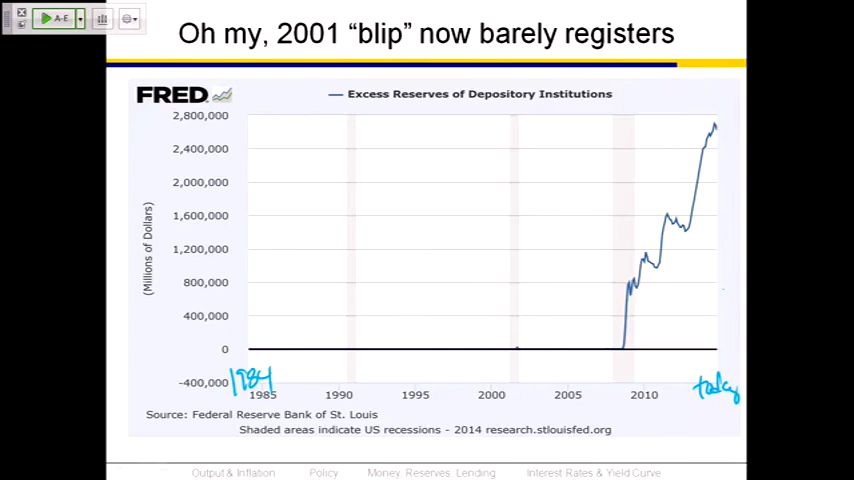 A-E
Oh my, 2001 “blip” now barely registers
FRED
Excess Reserves of Depository Institutions
2,800,000
2,400,000
2,000,000
1,600,000
1,200,000
800,000
400,000
0
-400,000
(Millions of Dollars)
1984
today
1985 1990 1995 2000 2005 2010
Source: Federal Reserve Bank of St. Louis
Shaded areas indicate US recessions - 2014 research.stlouisfed.org
Output & Inflation Policy Money, Reserves, Lending Interest Rates & Yield Curve